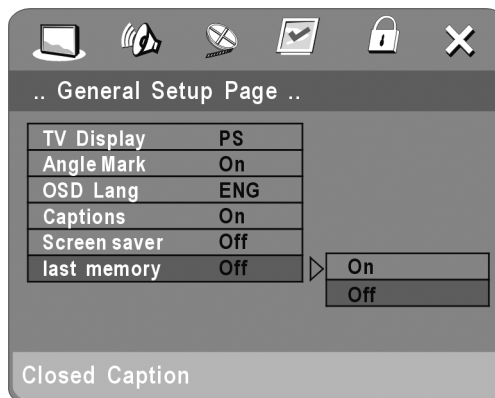 .. General Setup Page ..
TV Display PS
Angle Mark On
OSD Lang ENG
Captions On
Screen saver Off
last memory Off On
Off
Closed Caption